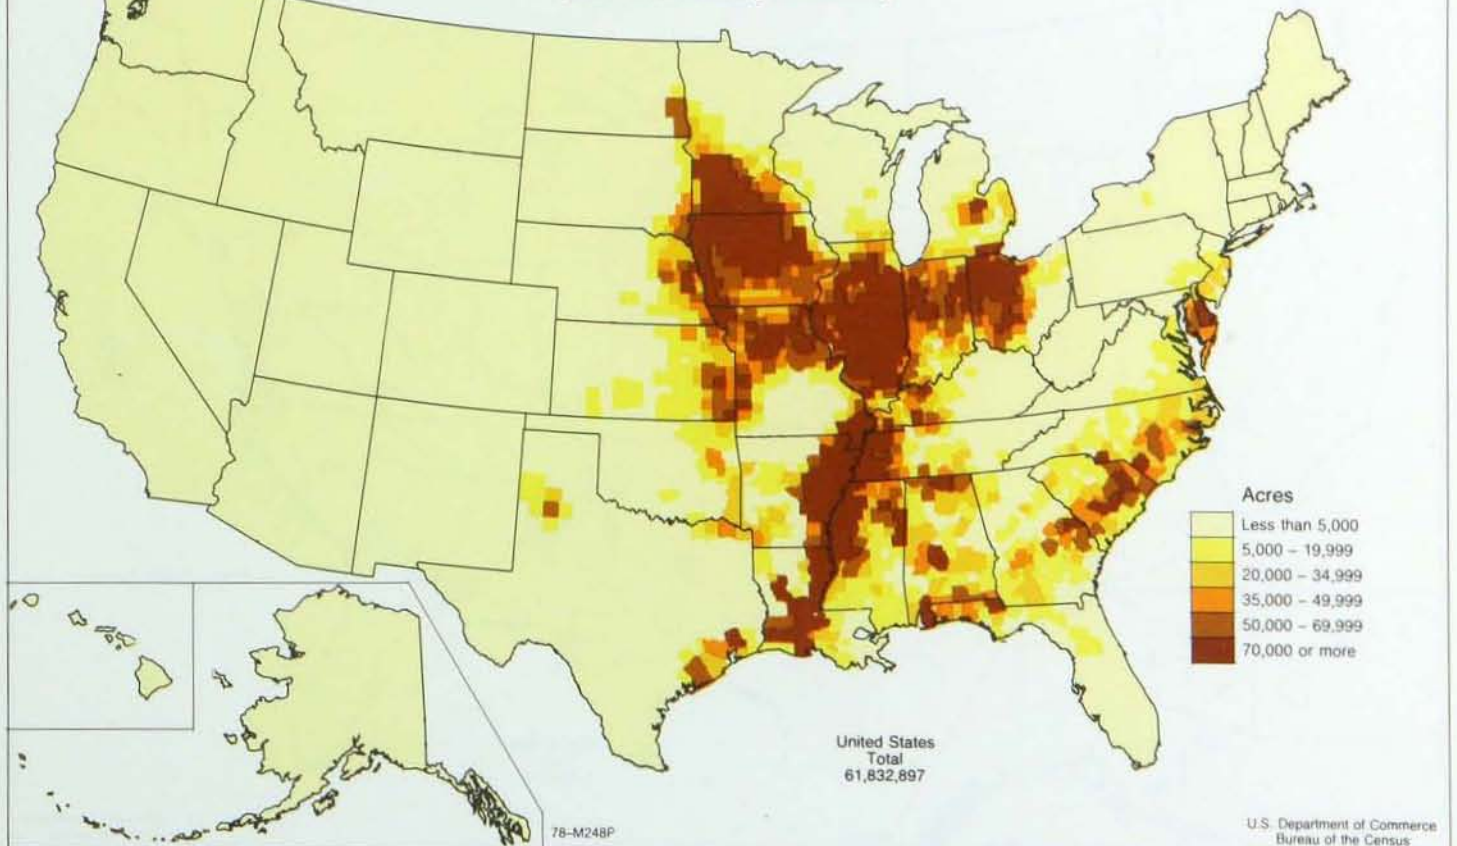 Acres
Less than 5,000
5,000 – 19,999
20,000 – 34,999
35,000 – 49,999
50,000 – 69,999
70,000 or more
United States
Total
61,832,897
78-M248P
U.S. Department of Commerce
Bureau of the Census